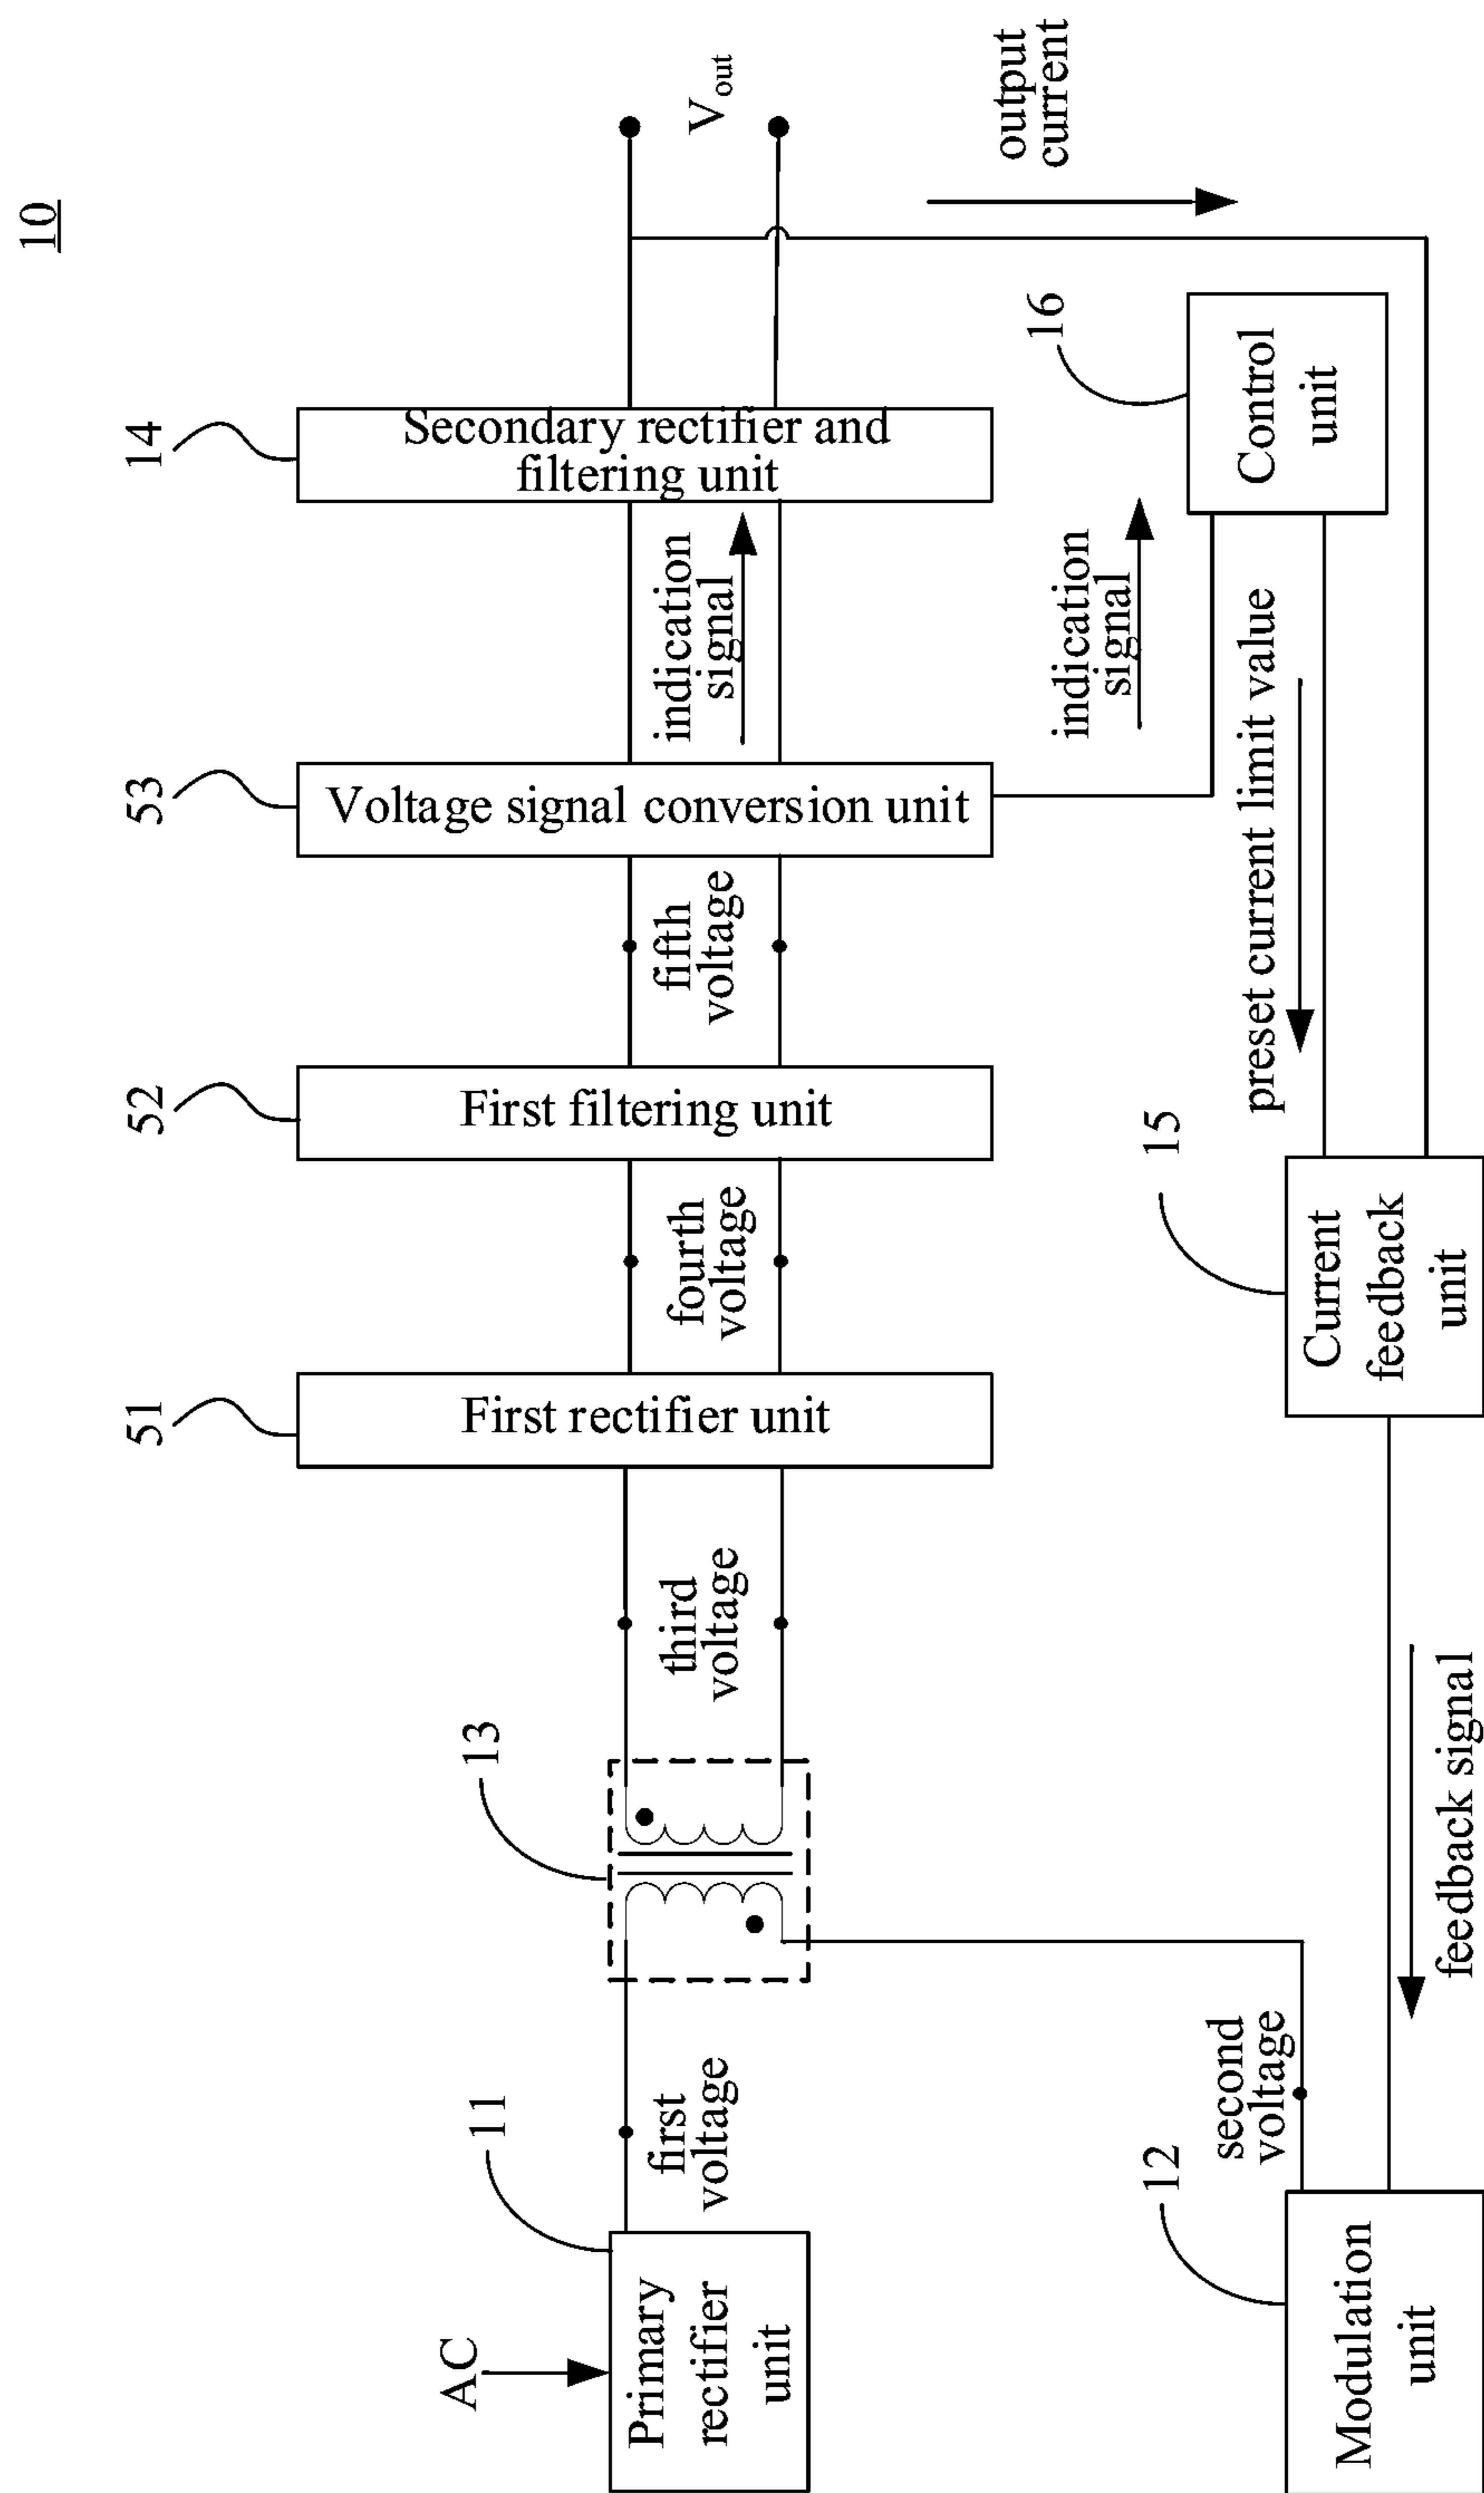 10
14
53
52
51
13
11
AC
Primary
rectifier
unit
first
voltage
third
voltage
First rectifier unit
fourth
voltage
First filtering unit
fifth
voltage
Voltage signal conversion unit
indication
signal
Secondary rectifier and
filtering unit
Vout
output
current
indication
signal
16
Control
unit
preset current limit value
15
Current
feedback
unit
feedback signal
second
voltage
12
Modulation
unit